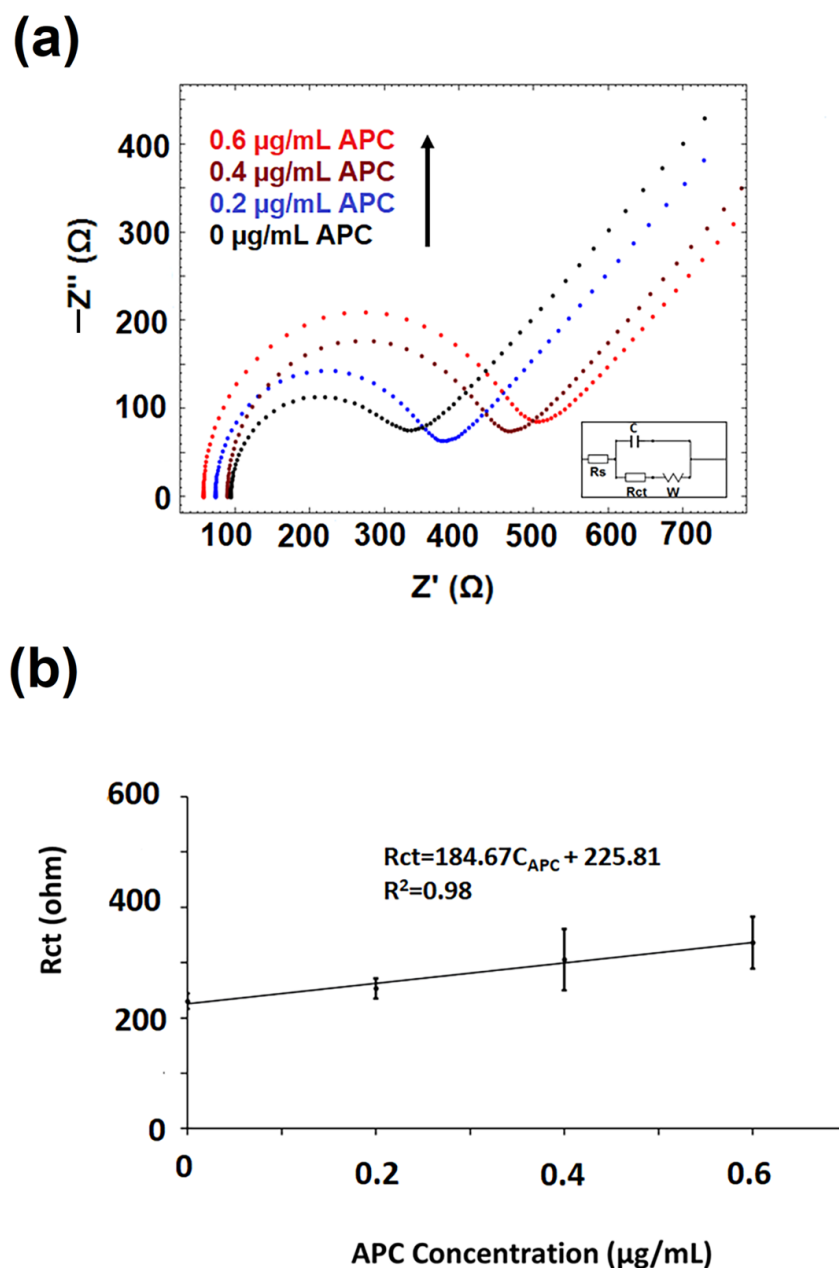 (a)
0.6 µg/mL APC
0.4 µg/mL APC
0.2 µg/mL APC
0 µg/mL APC
400
300
200
100
0
–Z'' (Ω)
C
Rs
Rct
W
100 200 300 400 500 600 700
Z' (Ω)
(b)
600
400
200
0
Rct (ohm)
Rct=184.67C_APC + 225.81
R²=0.98
0 0.2 0.4 0.6
APC Concentration (µg/mL)